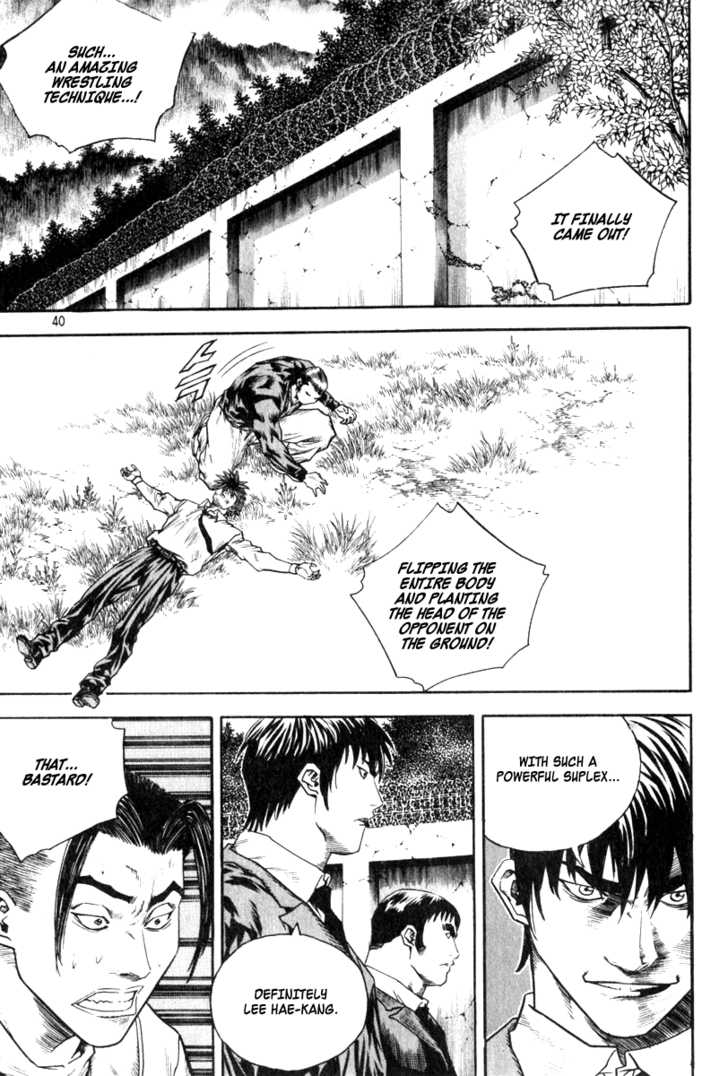 IT FINALLY
CAME OUT!
SUCH...
AN AMAZING
WRESTLING
TECHNIQUE...!
40
FLIPPING THE
ENTIRE BODY
AND PLANTING
THE HEAD OF THE
OPPONENT ON
THE GROUND!
WITH SUCH A
POWERFUL SUPLEX...
DEFINITELY
LEE HAE-KANG.
THAT...
BASTARD!